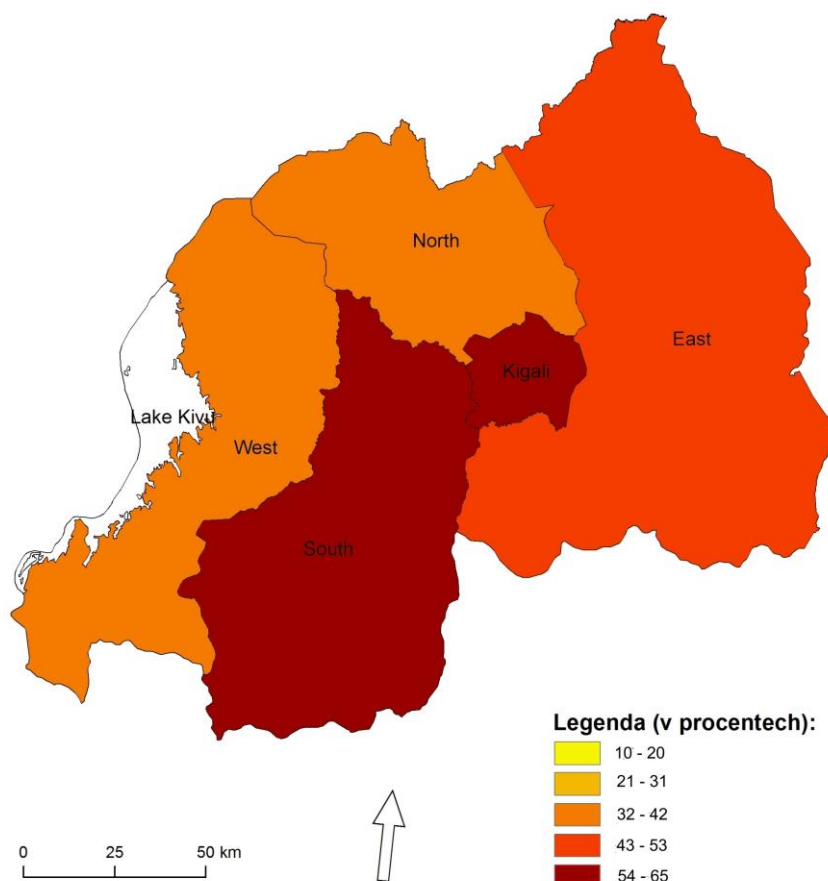 North
East
Kigali
Lake Kivu
West
South
Legenda (v procentech):
10 - 20
21 - 31
32 - 42
43 - 53
54 - 65
0 25 50 km